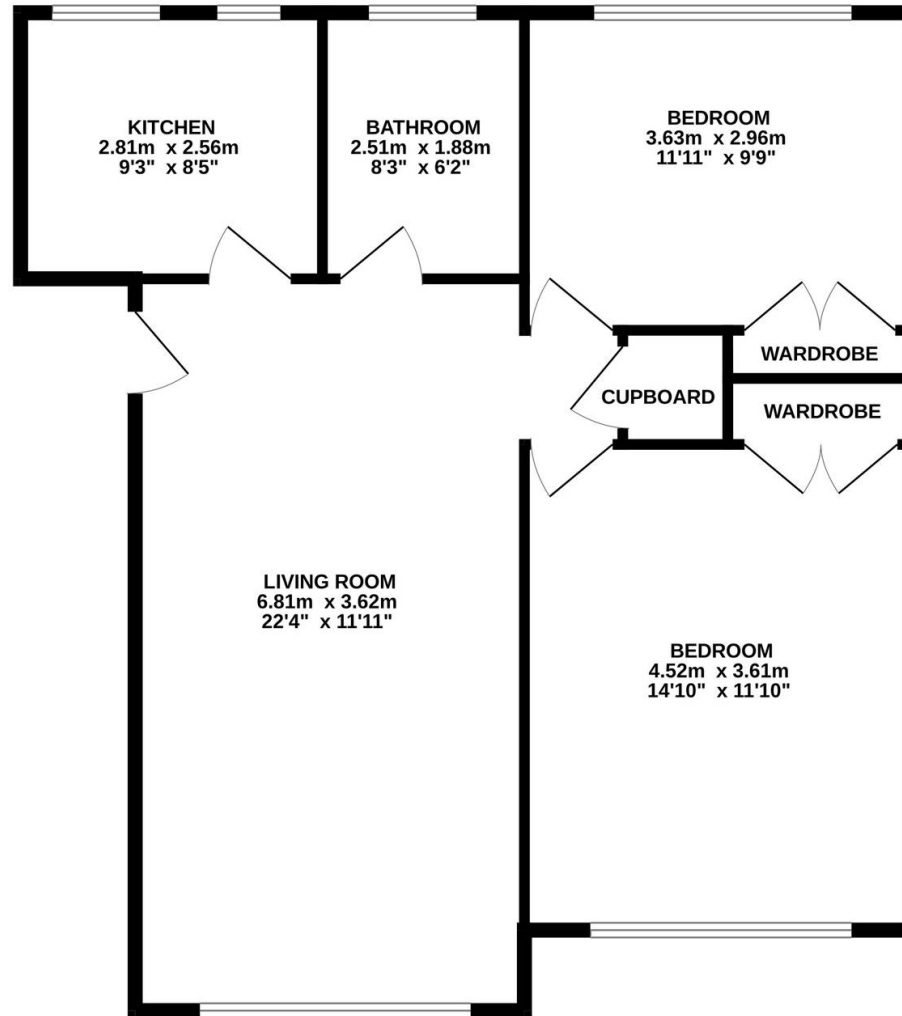 KITCHEN
2.81m x 2.56m
9'3" x 8'5"
BATHROOM
2.51m x 1.88m
8'3" x 6'2"
BEDROOM
3.63m x 2.96m
11'11" x 9'9"
WARDROBE
CUPBOARD
WARDROBE
LIVING ROOM
6.81m x 3.62m
22'4" x 11'11"
BEDROOM
4.52m x 3.61m
14'10" x 11'10"